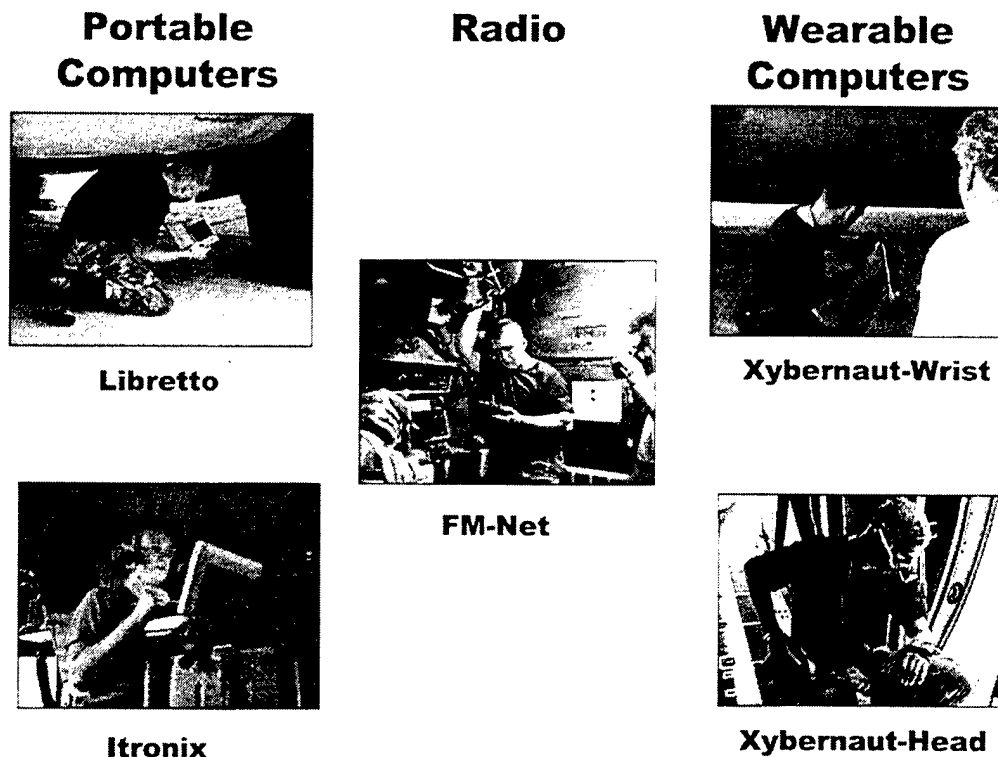 Portable
Computers
Radio
Wearable
Computers
Libretto
Xybernaut-Wrist
FM-Net
Itronix
Xybernaut-Head